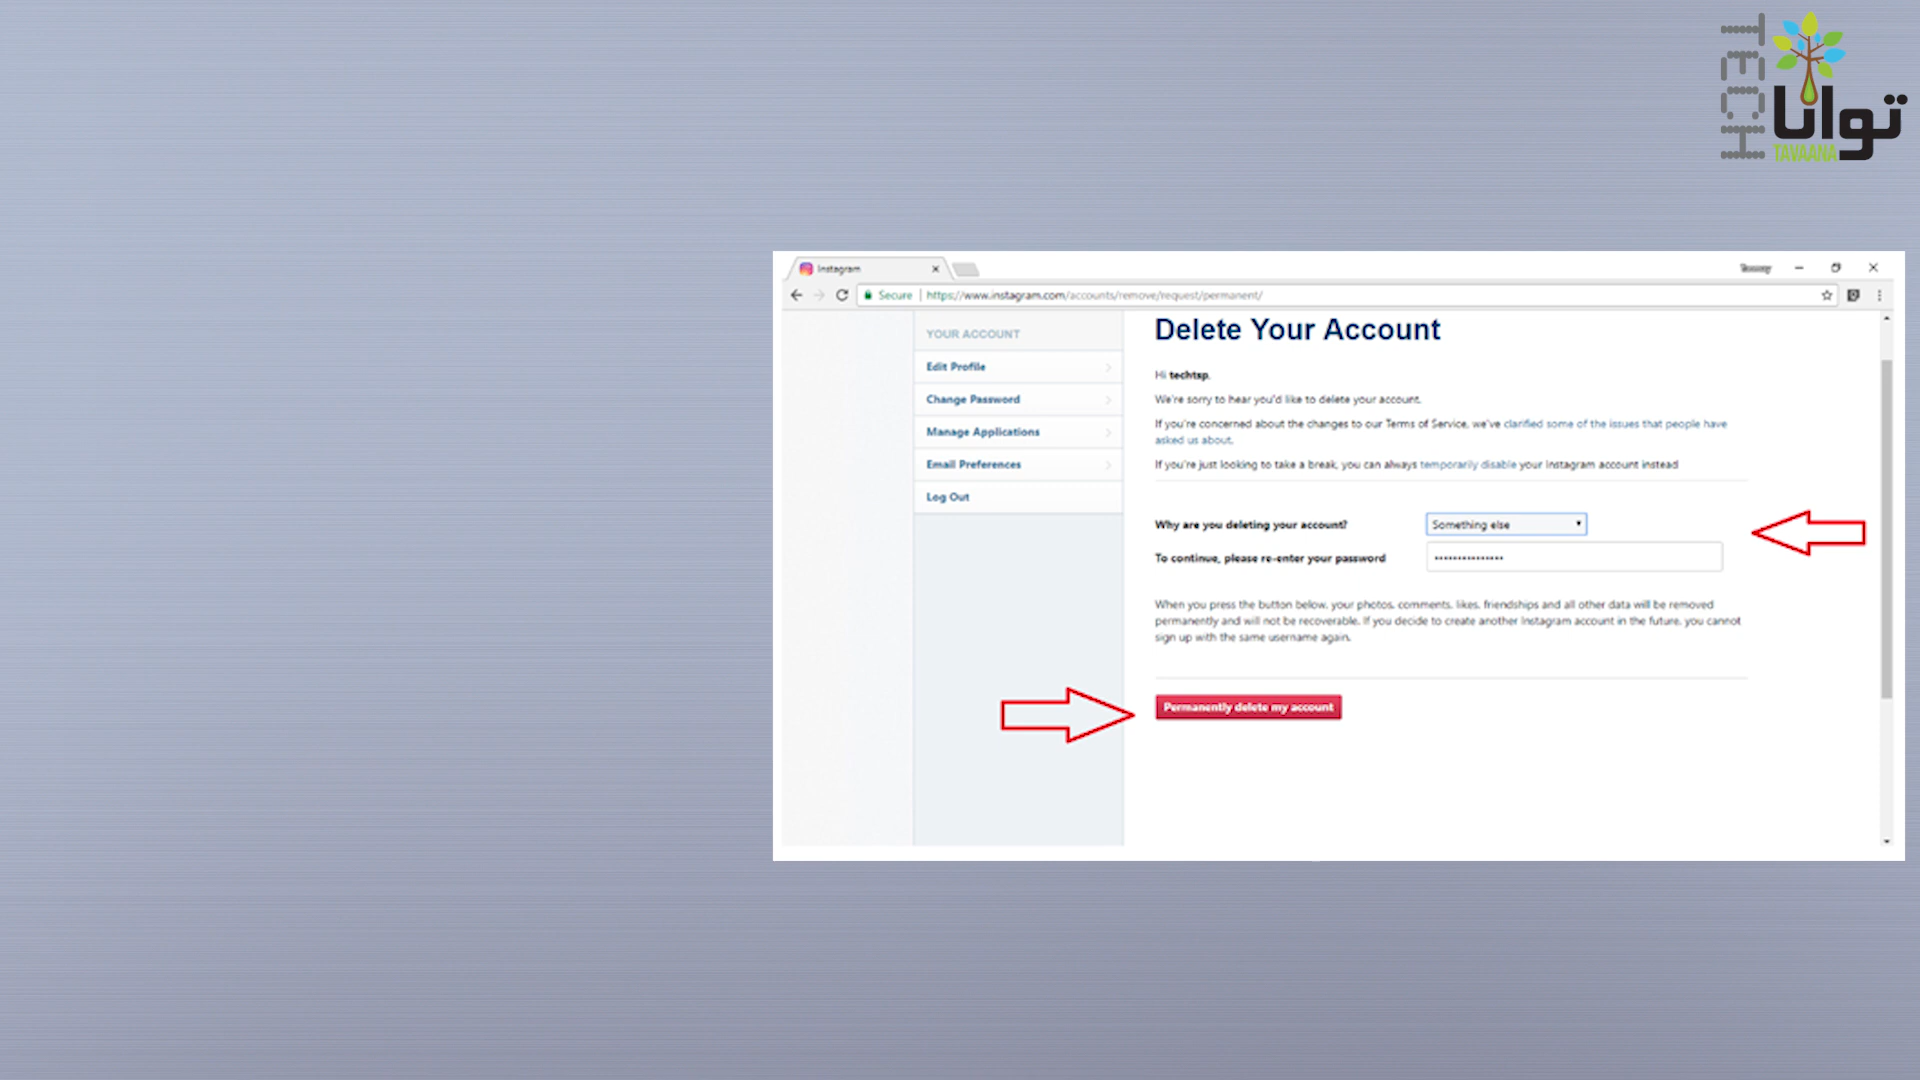 TECH
توانا
TAVAANA
Instagram
Secure | https://www.instagram.com/accounts/remove/request/permanent/
YOUR ACCOUNT
Edit Profile
Change Password
Manage Applications
Email Preferences
Log Out
Delete Your Account
Hi techtsp,
We're sorry to hear you'd like to delete your account.
If you're concerned about the changes to our Terms of Service, we've clarified some of the issues that people have
asked us about.
If you're just looking to take a break, you can always temporarily disable your Instagram account instead
Why are you deleting your account? Something else
To continue, please re-enter your password
When you press the button below, your photos, comments, likes, friendships and all other data will be removed
permanently and will not be recoverable. If you decide to create another Instagram account in the future, you cannot
sign up with the same username again.
Permanently delete my account